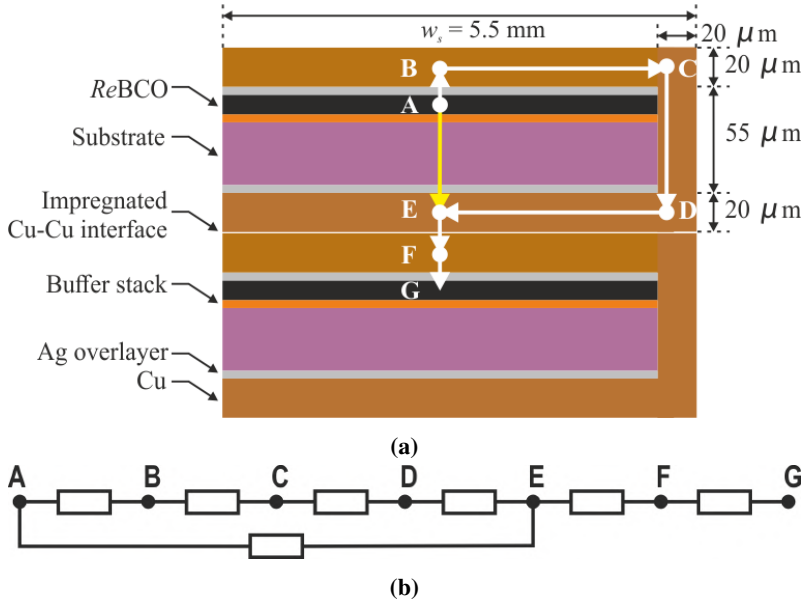 w_s = 5.5 mm
20 μm
20 μm
55 μm
20 μm
ReBCO
Substrate
Impregnated
Cu-Cu interface
Buffer stack
Ag overlayer
Cu
B
C
A
E
D
F
G
(a)
A B C D E F G
(b)